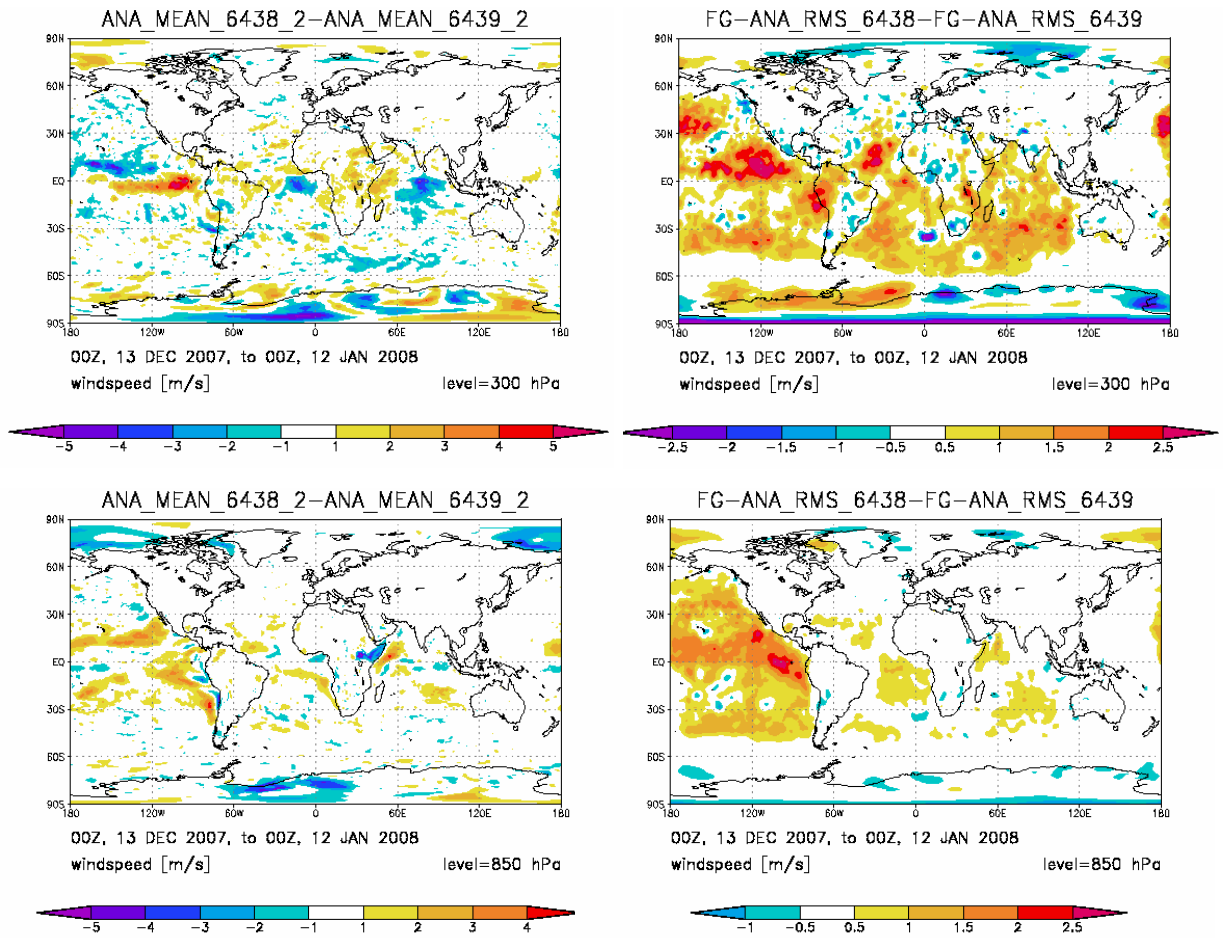 ANA_MEAN_6438_2-ANA_MEAN_6439_2
90N
60N
30N
EQ
30S
60S
90S
180 120W 60W 0 60E 120E 180
00Z, 13 DEC 2007, to 00Z, 12 JAN 2008
windspeed [m/s] level=300 hPa
-5 -4 -3 -2 -1 1 2 3 4 5
FG-ANA_RMS_6438-FG-ANA_RMS_6439
90N
60N
30N
EQ
30S
60S
90S
180 120W 60W 0 60E 120E 180
00Z, 13 DEC 2007, to 00Z, 12 JAN 2008
windspeed [m/s] level=300 hPa
-2.5 -2 -1.5 -1 -0.5 0.5 1 1.5 2 2.5
ANA_MEAN_6438_2-ANA_MEAN_6439_2
90N
60N
30N
EQ
30S
60S
90S
180 120W 60W 0 60E 120E 180
00Z, 13 DEC 2007, to 00Z, 12 JAN 2008
windspeed [m/s] level=850 hPa
-5 -4 -3 -2 -1 1 2 3 4
FG-ANA_RMS_6438-FG-ANA_RMS_6439
90N
60N
30N
EQ
30S
60S
90S
180 120W 60W 0 60E 120E 180
00Z, 13 DEC 2007, to 00Z, 12 JAN 2008
windspeed [m/s] level=850 hPa
-1 -0.5 0.5 1 1.5 2 2.5